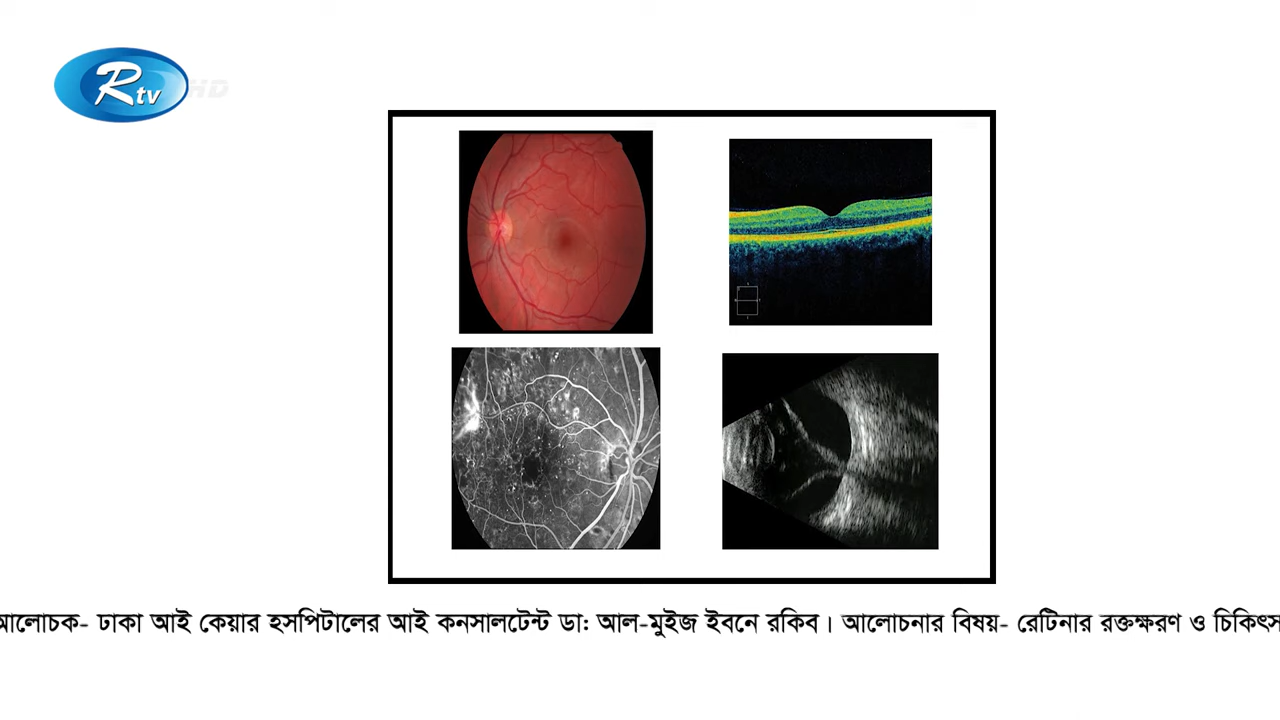 Rtv HD
আলোচক- ঢাকা আই কেয়ার হসপিটালের আই কনসালটেন্ট ডা: আল-মুইজ ইবনে রকিব। আলোচনার বিষয়- রেটিনার রক্তক্ষরণ ও চিকিৎস